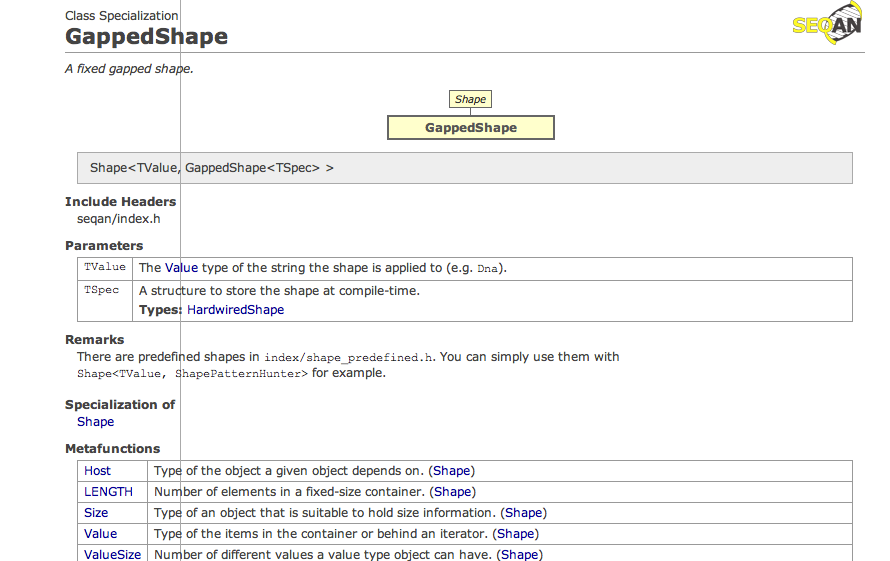 Class Specialization
GappedShape
SEQAN
A fixed gapped shape.
Shape
GappedShape
Shape<TValue, GappedShape<TSpec> >
Include Headers
seqan/index.h
Parameters
TValue The Value type of the string the shape is applied to (e.g. Dna).
TSpec A structure to store the shape at compile-time.
Types: HardwiredShape
Remarks
There are predefined shapes in index/shape_predefined.h. You can simply use them with
Shape<TValue, ShapePatternHunter> for example.
Specialization of
Shape
Metafunctions
Host Type of the object a given object depends on. (Shape)
LENGTH Number of elements in a fixed-size container. (Shape)
Size Type of an object that is suitable to hold size information. (Shape)
Value Type of the items in the container or behind an iterator. (Shape)
ValueSize Number of different values a value type object can have. (Shape)